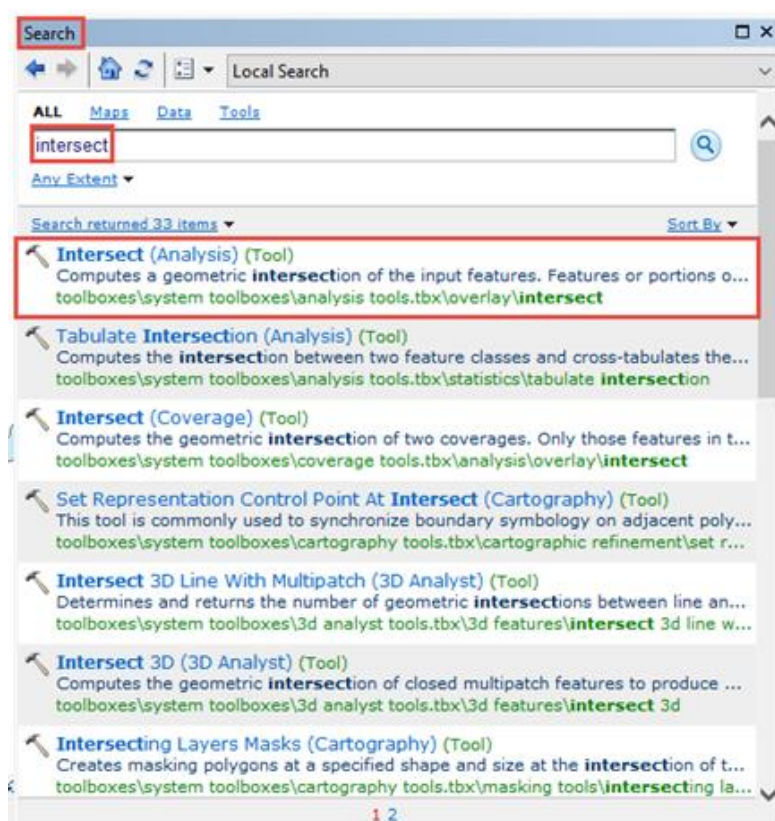 Search
Local Search
ALL Maps Data Tools
intersect
Any Extent
Search returned 33 items Sort By
Intersect (Analysis) (Tool)
Computes a geometric intersection of the input features. Features or portions o...
toolboxes\system toolboxes\analysis tools.tbx\overlay\intersect
Tabulate Intersection (Analysis) (Tool)
Computes the intersection between two feature classes and cross-tabulates the...
toolboxes\system toolboxes\analysis tools.tbx\statistics\tabulate intersection
Intersect (Coverage) (Tool)
Computes the geometric intersection of two coverages. Only those features in t...
toolboxes\system toolboxes\coverage tools.tbx\analysis\overlay\intersect
Set Representation Control Point At Intersect (Cartography) (Tool)
This tool is commonly used to synchronize boundary symbology on adjacent poly...
toolboxes\system toolboxes\cartography tools.tbx\cartographic refinement\set r...
Intersect 3D Line With Multipatch (3D Analyst) (Tool)
Determines and returns the number of geometric intersections between line an...
toolboxes\system toolboxes\3d analyst tools.tbx\3d features\intersect 3d line w...
Intersect 3D (3D Analyst) (Tool)
Computes the geometric intersection of closed multipatch features to produce ...
toolboxes\system toolboxes\3d analyst tools.tbx\3d features\intersect 3d
Intersecting Layers Masks (Cartography) (Tool)
Creates masking polygons at a specified shape and size at the intersection of t...
toolboxes\system toolboxes\cartography tools.tbx\masking tools\intersecting la...
1 2